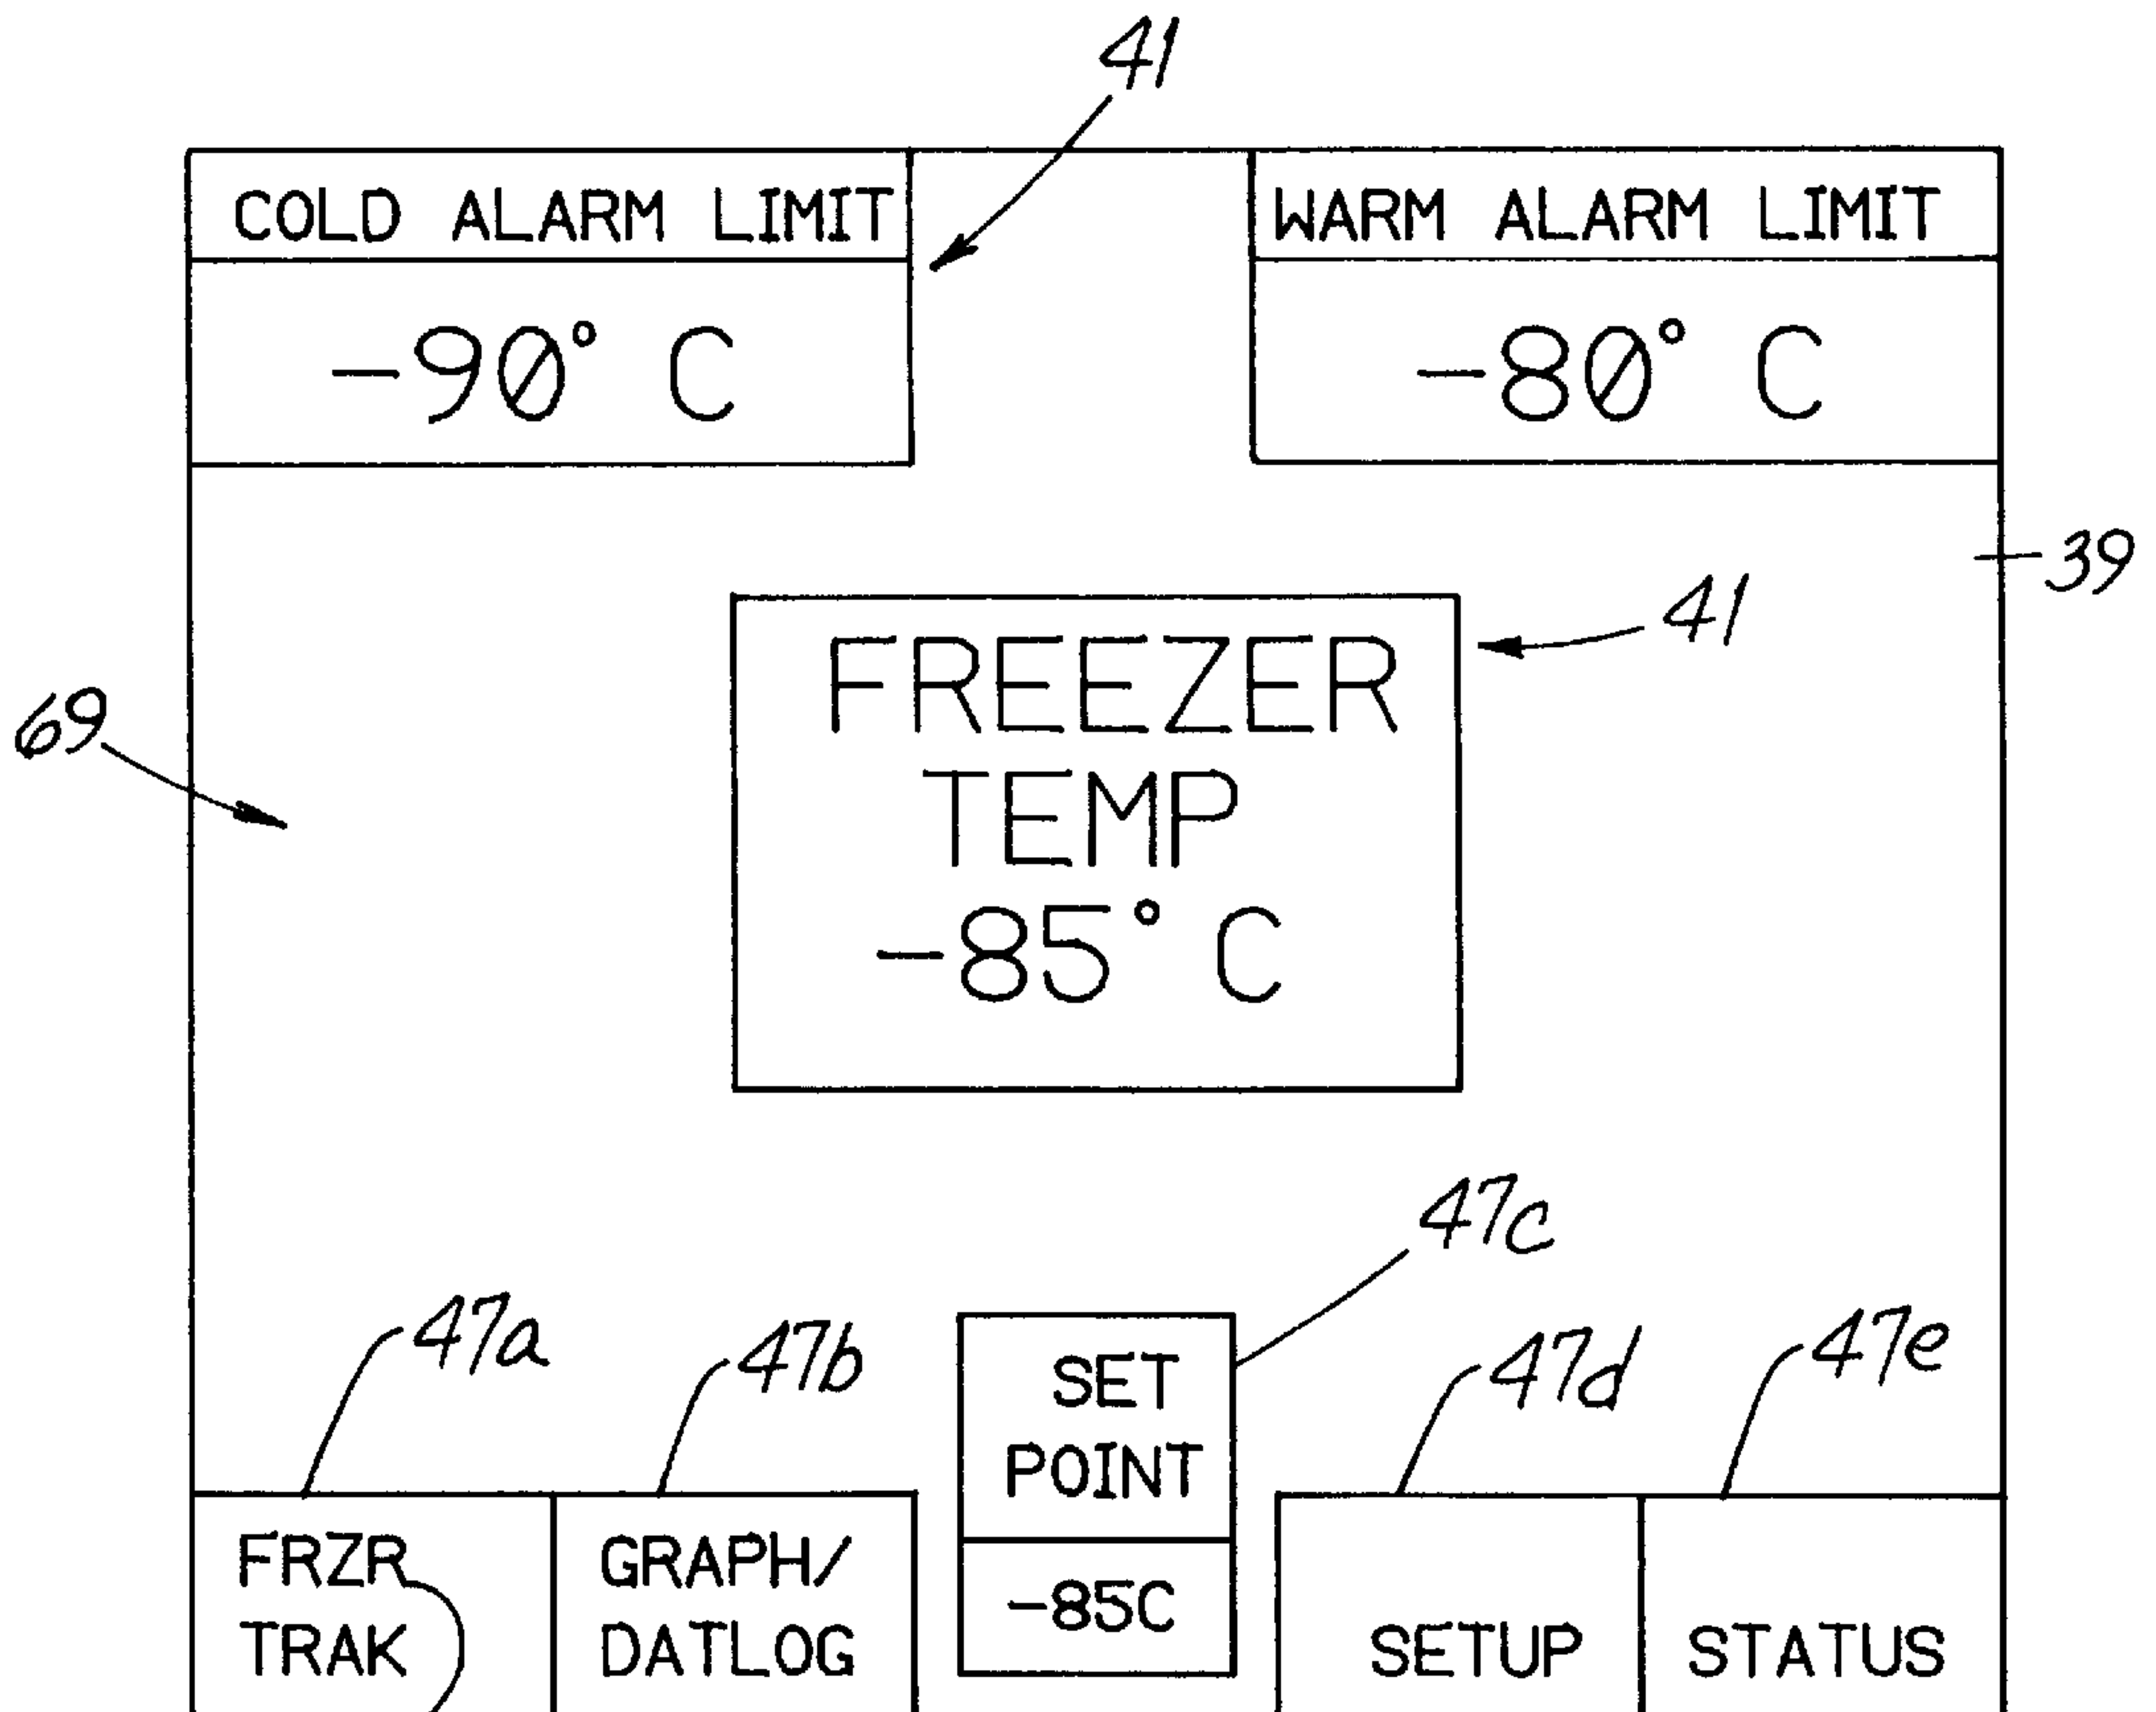 41
COLD ALARM LIMIT
WARM ALARM LIMIT
-90° C
-80° C
39
41
FREEZER
TEMP
-85° C
69
47c
47a
47b
47d
47e
SET
POINT
-85C
FRZR
TRAK
GRAPH/
DATLOG
SETUP
STATUS